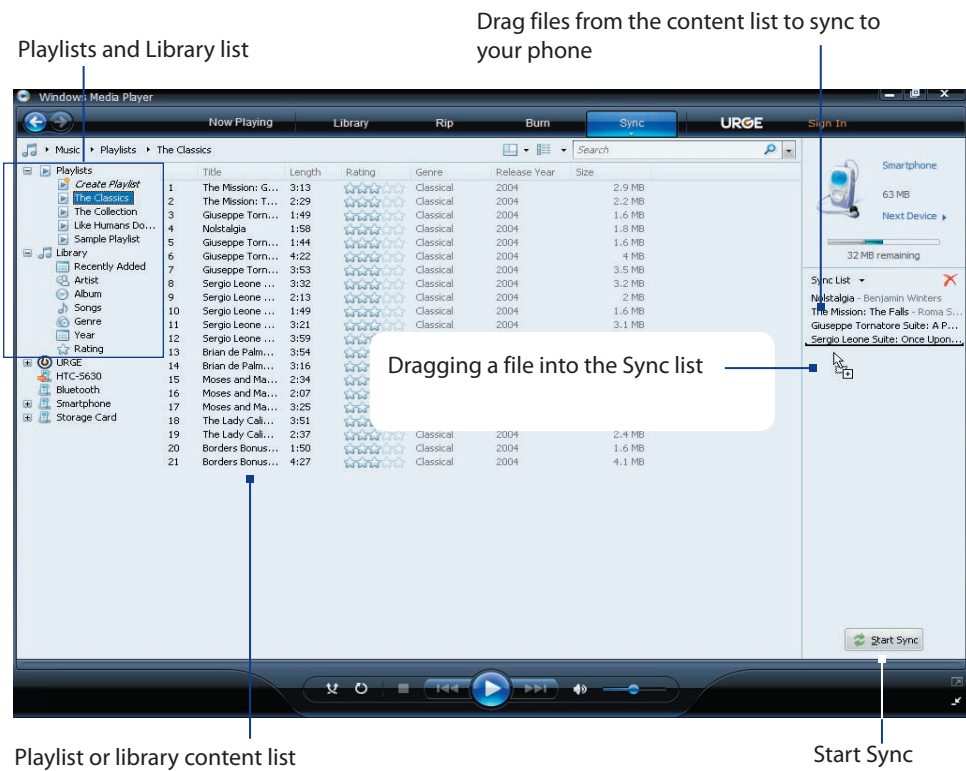 Drag files from the content list to sync to
your phone
Playlists and Library list
Windows Media Player
Now Playing Library Rip Burn Sync URGE Sign In
Music Playlists The Classics Search
Playlists
Create Playlist
The Classics
The Collection
Like Humans Do...
Sample Playlist
Library
Recently Added
Artist
Album
Songs
Genre
Year
Rating
URGE
HTC-S630
Bluetooth
Smartphone
Storage Card
Title Length Rating Genre Release Year Size
1 The Mission: G... 3:13 Classical 2004 2.9 MB
2 The Mission: T... 2:29 Classical 2004 2.2 MB
3 Giuseppe Torn... 1:49 Classical 2004 1.6 MB
4 Nolstalgia 1:58 Classical 2004 1.8 MB
5 Giuseppe Torn... 1:44 Classical 2004 1.6 MB
6 Giuseppe Torn... 4:22 Classical 2004 4 MB
7 Giuseppe Torn... 3:53 Classical 2004 3.5 MB
8 Sergio Leone ... 3:32 Classical 2004 3.2 MB
9 Sergio Leone ... 2:13 Classical 2004 2 MB
10 Sergio Leone ... 1:49 Classical 2004 1.6 MB
11 Sergio Leone ... 3:21 Classical 2004 3.1 MB
12 Sergio Leone ... 3:59
13 Brian de Palm... 3:54
14 Brian de Palm... 3:16
15 Moses and Ma... 2:34
16 Moses and Ma... 2:07
17 Moses and Ma... 3:25
18 The Lady Cali... 3:51
19 The Lady Cali... 2:37 Classical 2004 2.4 MB
20 Borders Bonus... 1:50 Classical 2004 1.6 MB
21 Borders Bonus... 4:27 Classical 2004 4.1 MB
Dragging a file into the Sync list
Smartphone
63 MB
Next Device
32 MB remaining
Sync List
Nolstalgia - Benjamin Winters
The Mission: The Falls - Roma S...
Giuseppe Tornatore Suite: A P...
Sergio Leone Suite: Once Upon...
Start Sync
Playlist or library content list
Start Sync